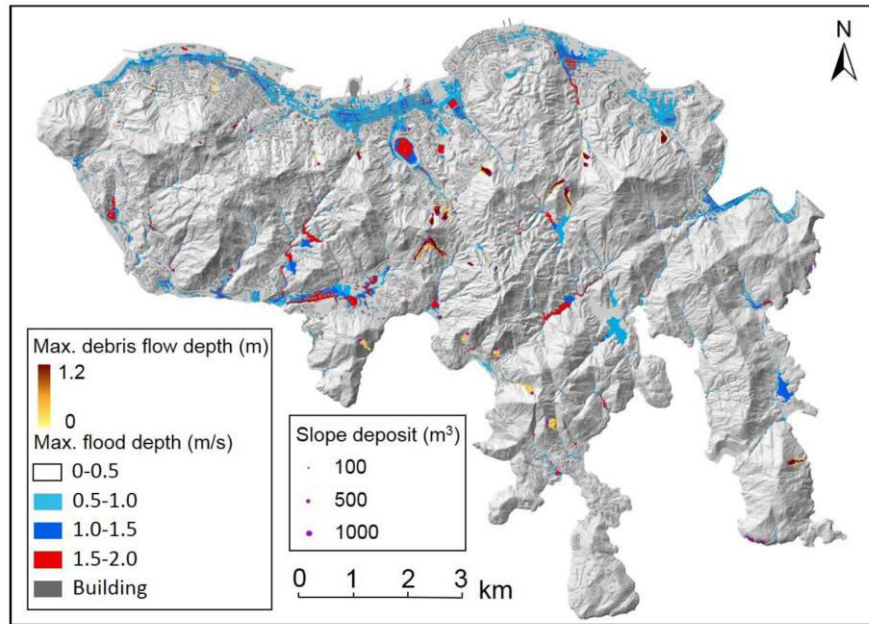 N
Max. debris flow depth (m)
1.2
0
Max. flood depth (m/s)
0-0.5
0.5-1.0
1.0-1.5
1.5-2.0
Building
Slope deposit (m³)
100
500
1000
0 1 2 3 km